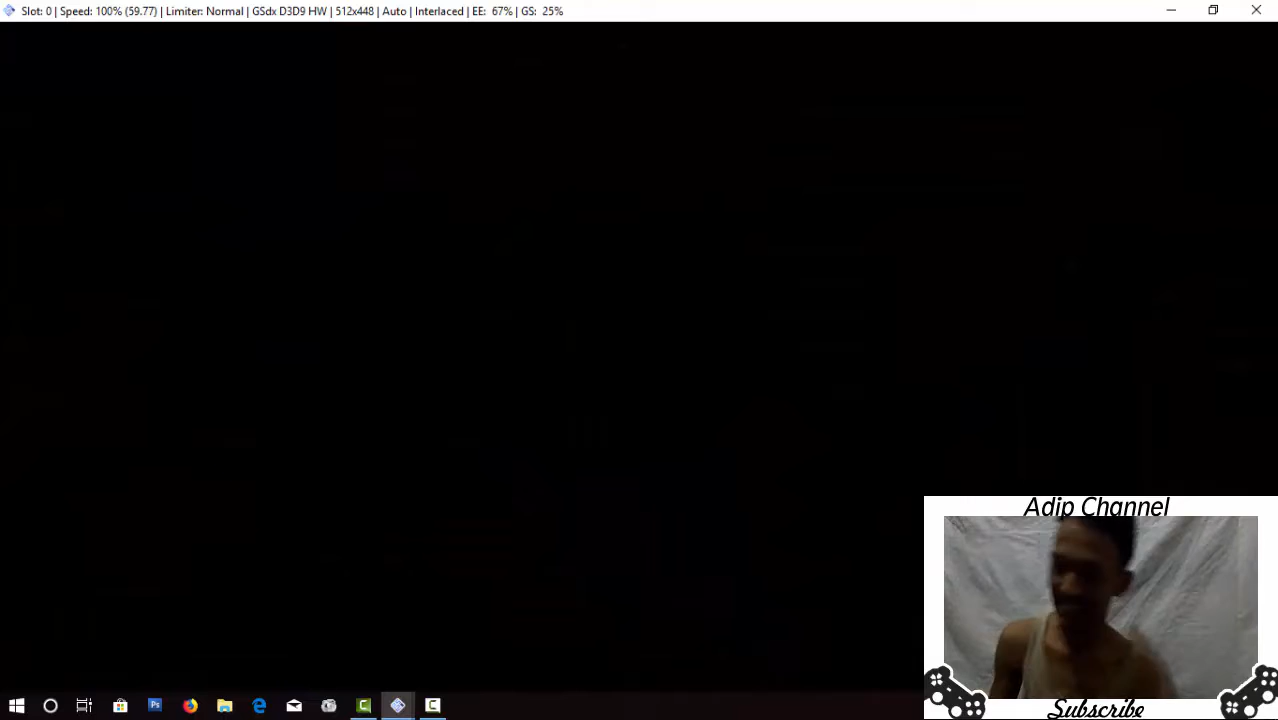 Slot: 0 | Speed: 100% (59.77) | Limiter: Normal | GSdx D3D9 HW | 512x448 | Auto | Interlaced | EE: 67% | GS: 25%
Adip Channel
Ps
Subscribe